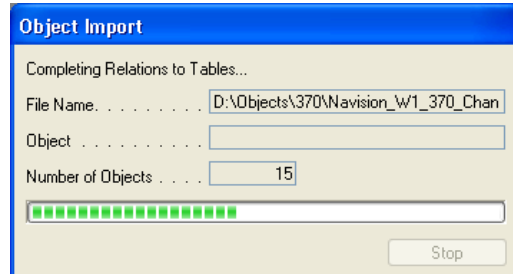 Object Import
Completing Relations to Tables...
File Name. . . . . . . . . D:\Objects\370\Navision_W1_370_Chan
Object . . . . . . . . . . .
Number of Objects . . . . 15
Stop